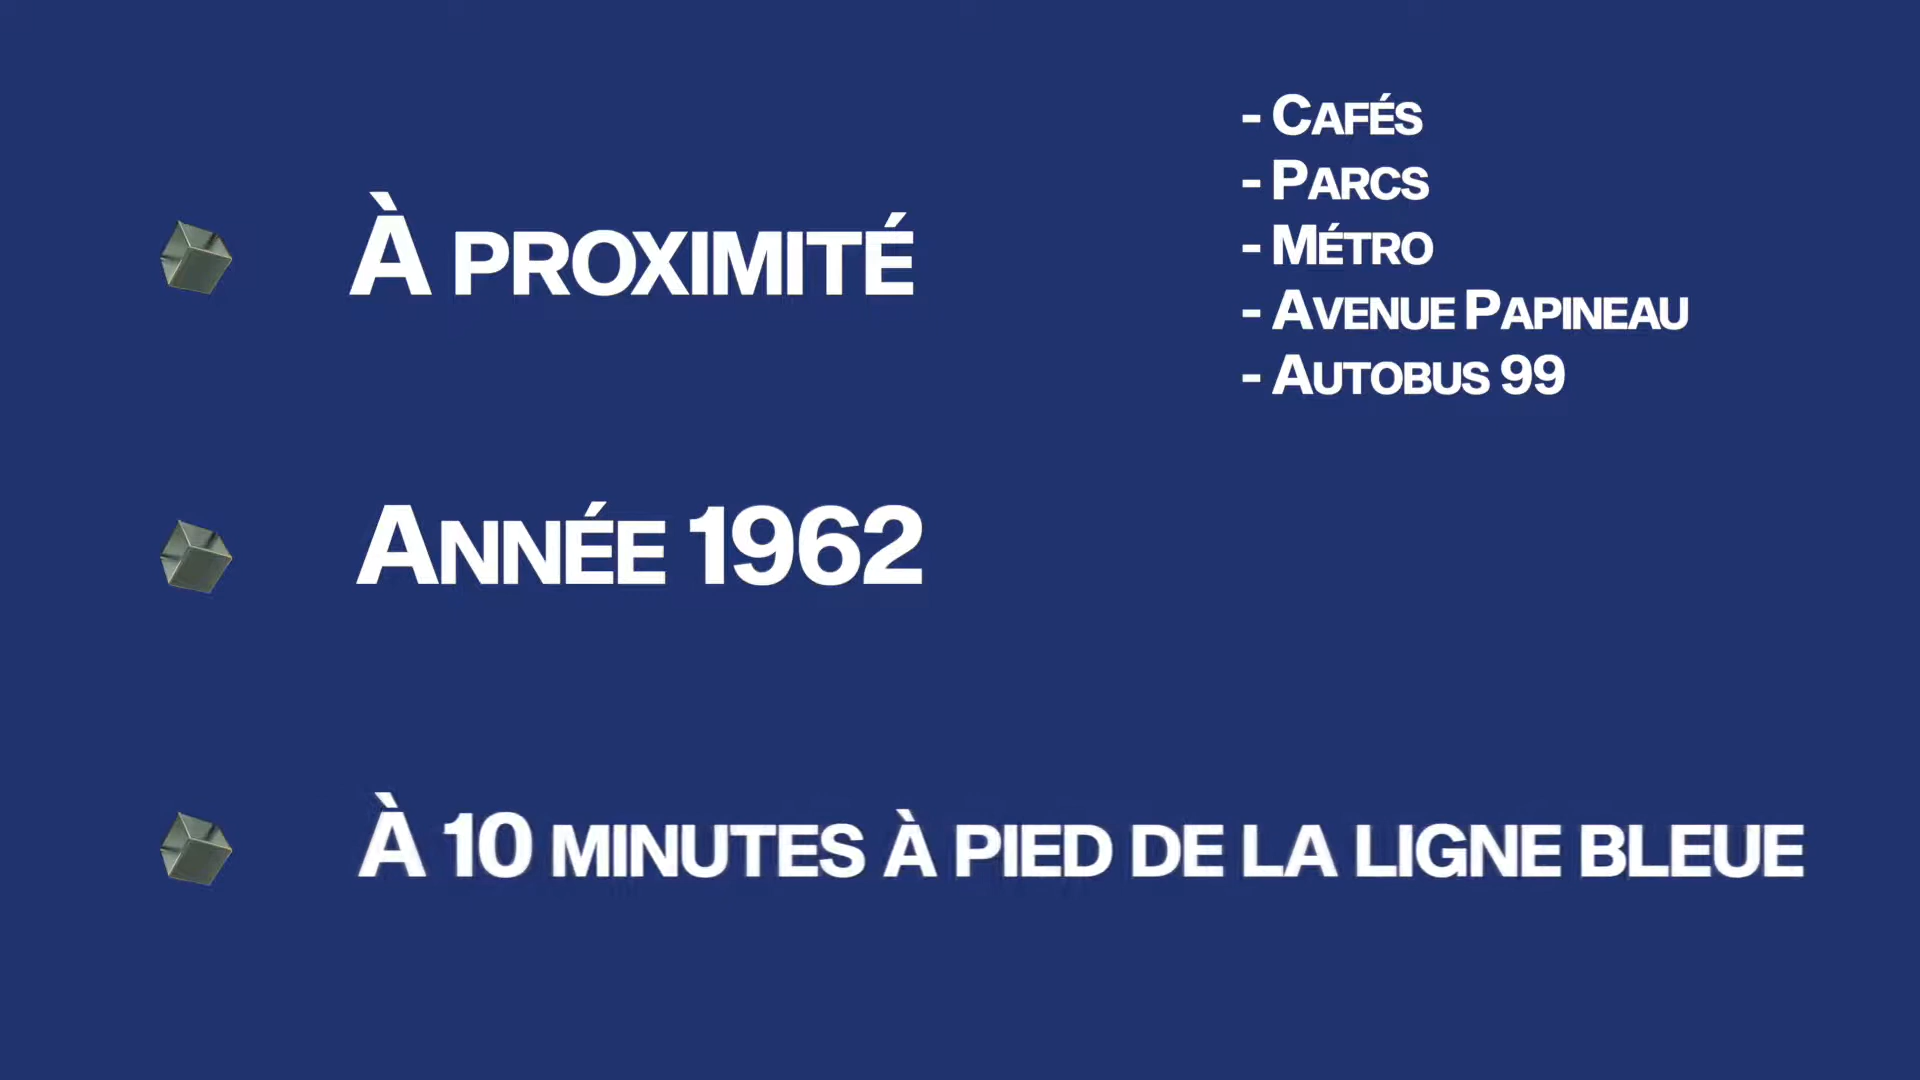 À PROXIMITÉ
- CAFÉS
- PARCS
- MÉTRO
- AVENUE PAPINEAU
- AUTOBUS 99
ANNÉE 1962
À 10 MINUTES À PIED DE LA LIGNE BLEUE